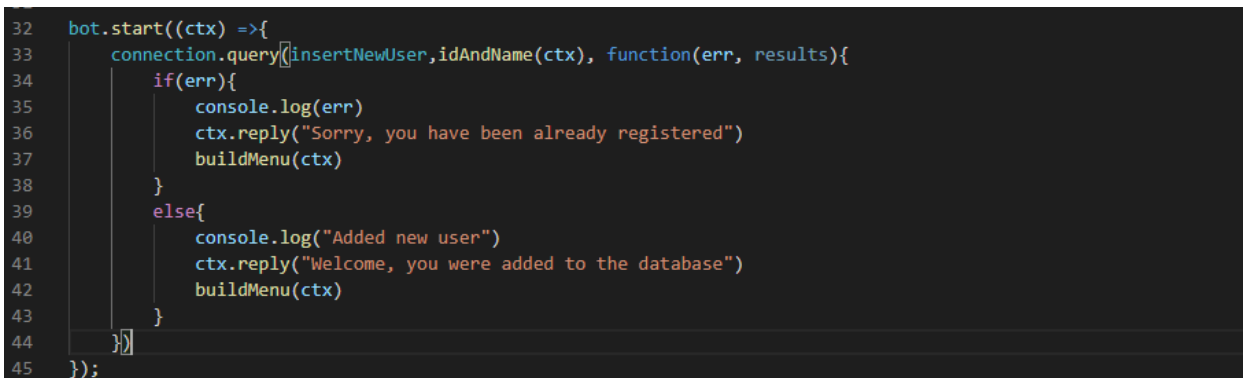 32 bot.start((ctx) =>{
33 connection.query(insertNewUser,idAndName(ctx), function(err, results){
34 if(err){
35 console.log(err)
36 ctx.reply("Sorry, you have been already registered")
37 buildMenu(ctx)
38 }
39 else{
40 console.log("Added new user")
41 ctx.reply("Welcome, you were added to the database")
42 buildMenu(ctx)
43 }
44 })
45 });